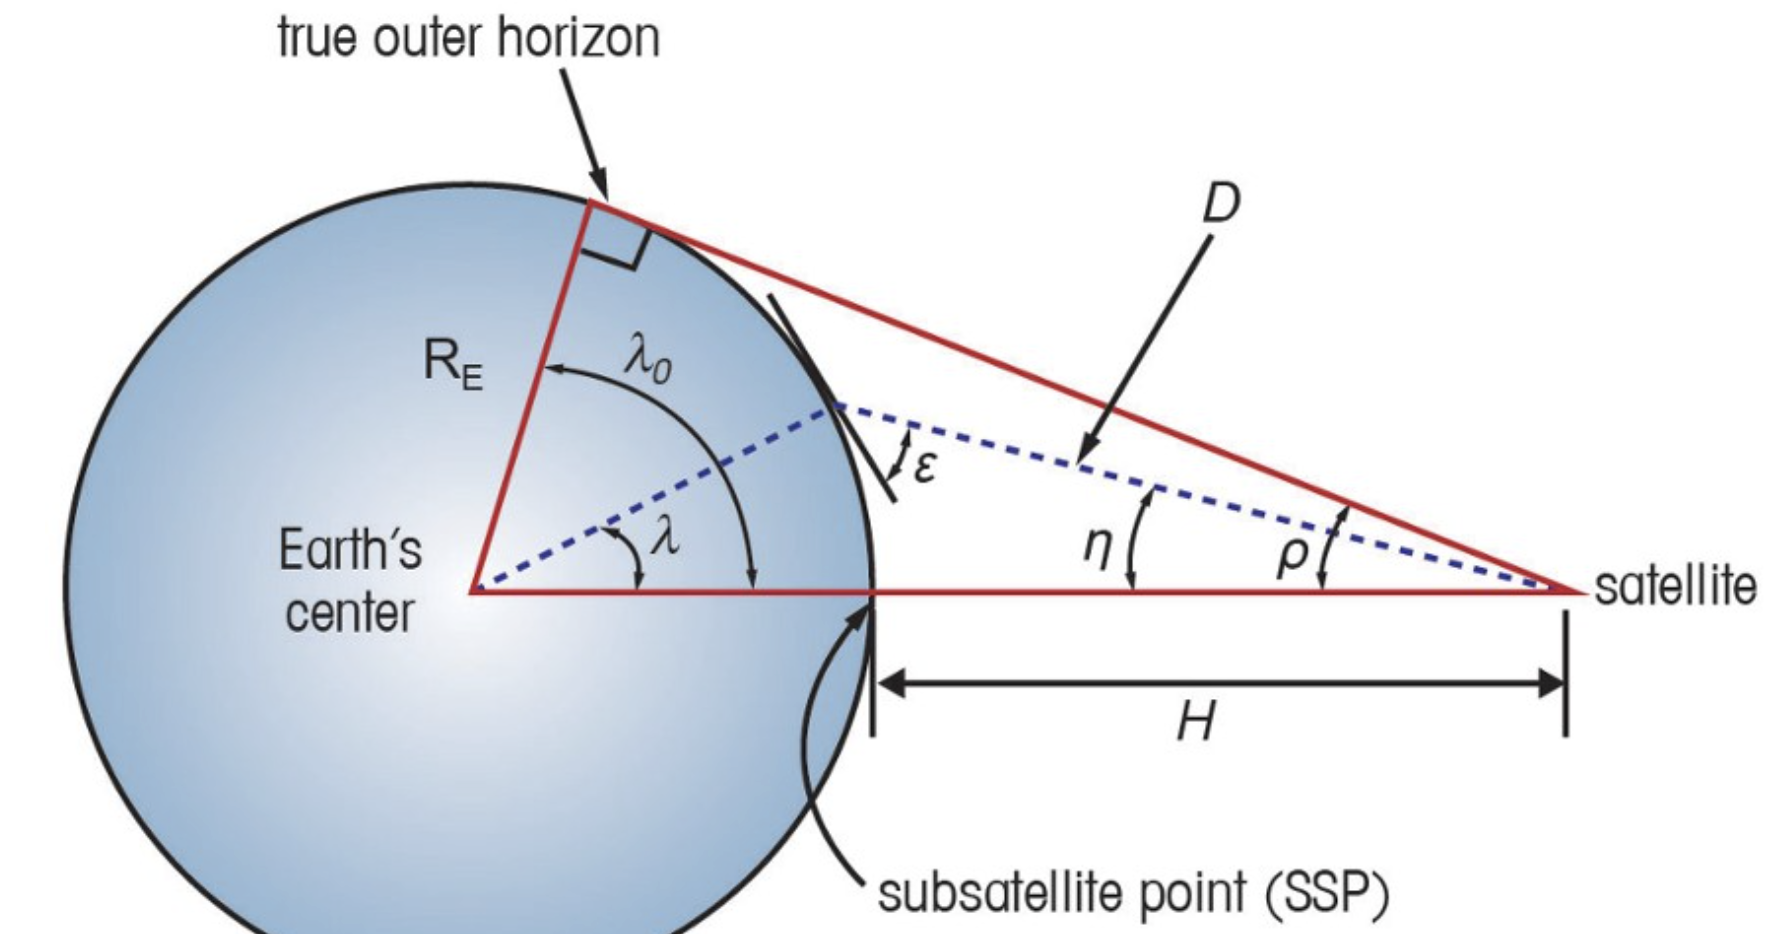 true outer horizon
D
R_E
λ₀
ε
Earth's
center
λ
η
ρ
satellite
H
subsatellite point (SSP)